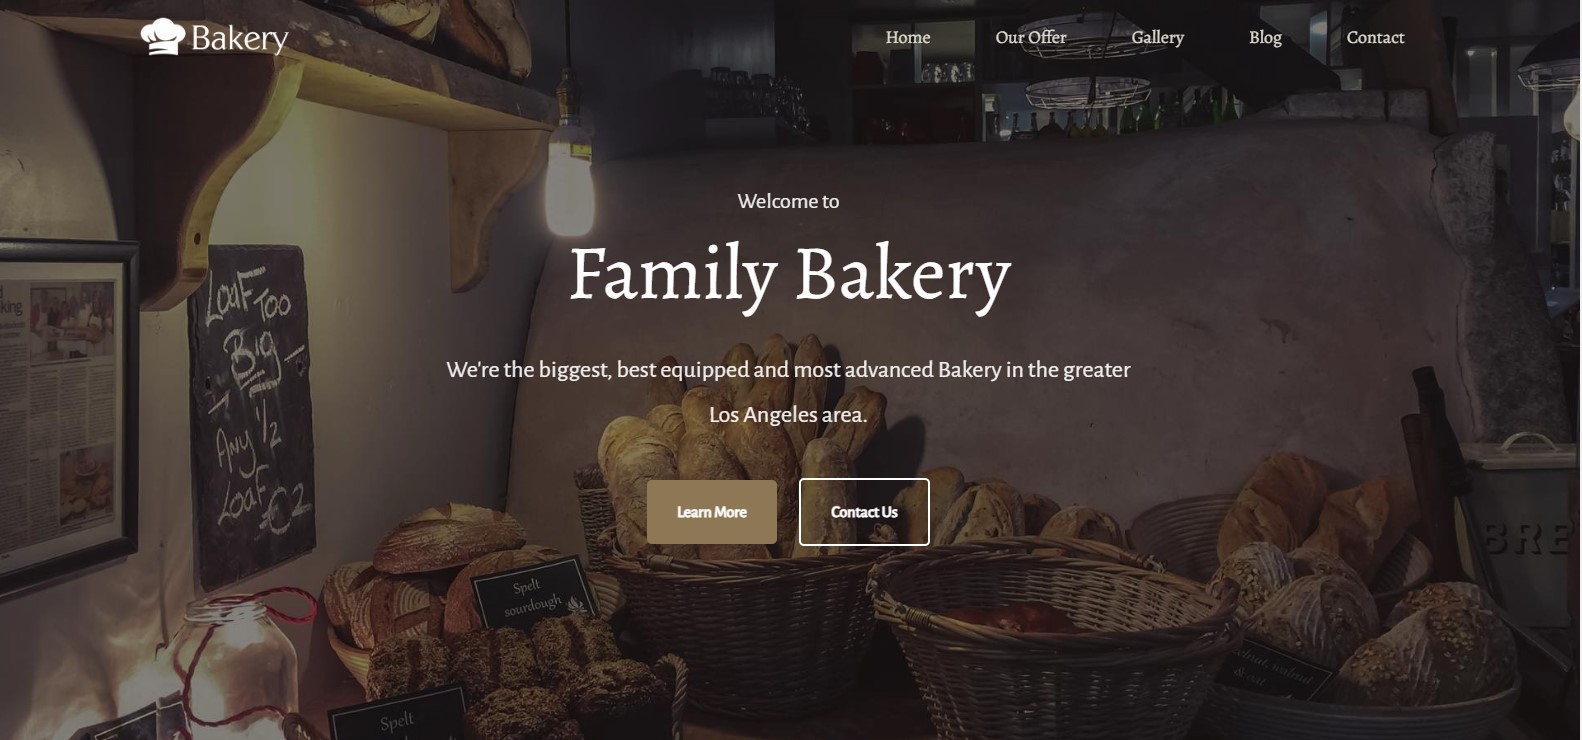 Bakery
Home
Our Offer
Gallery
Blog
Contact
Welcome to
Family Bakery
We're the biggest, best equipped and most advanced Bakery in the greater
Los Angeles area.
Learn More
Contact Us
Loaf Too
Big
Any ½
Loaf
Spelt
sourdough
BRE
walnut
& oat
Spelt